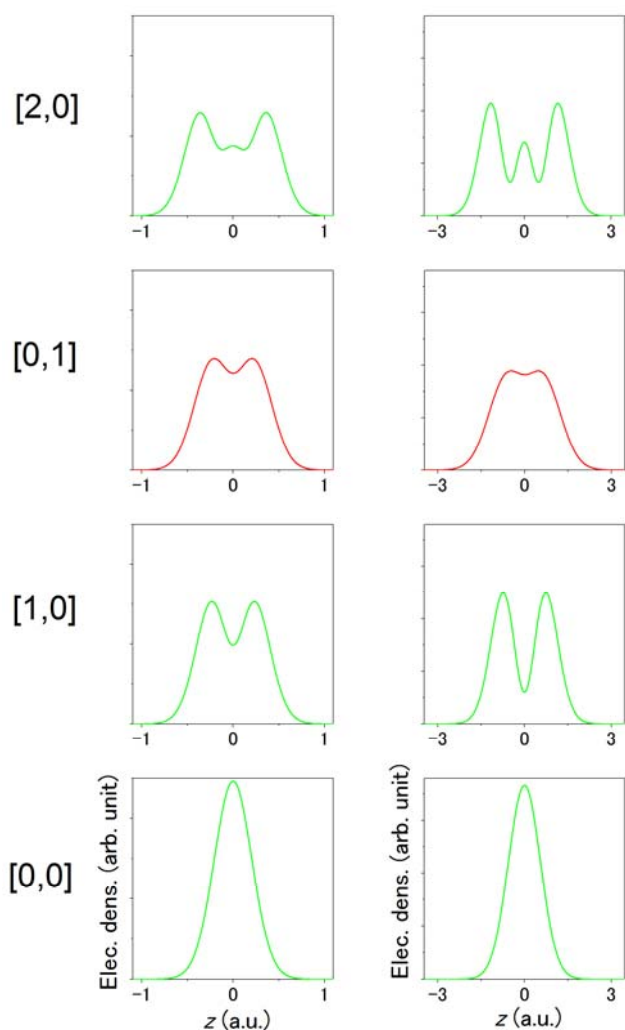 [2,0]
−1 0 1
−3 0 3
[0,1]
−1 0 1
−3 0 3
[1,0]
−1 0 1
−3 0 3
[0,0]
Elec. dens. (arb. unit)
−1 0 1
z (a.u.)
Elec. dens. (arb. unit)
−3 0 3
z (a.u.)